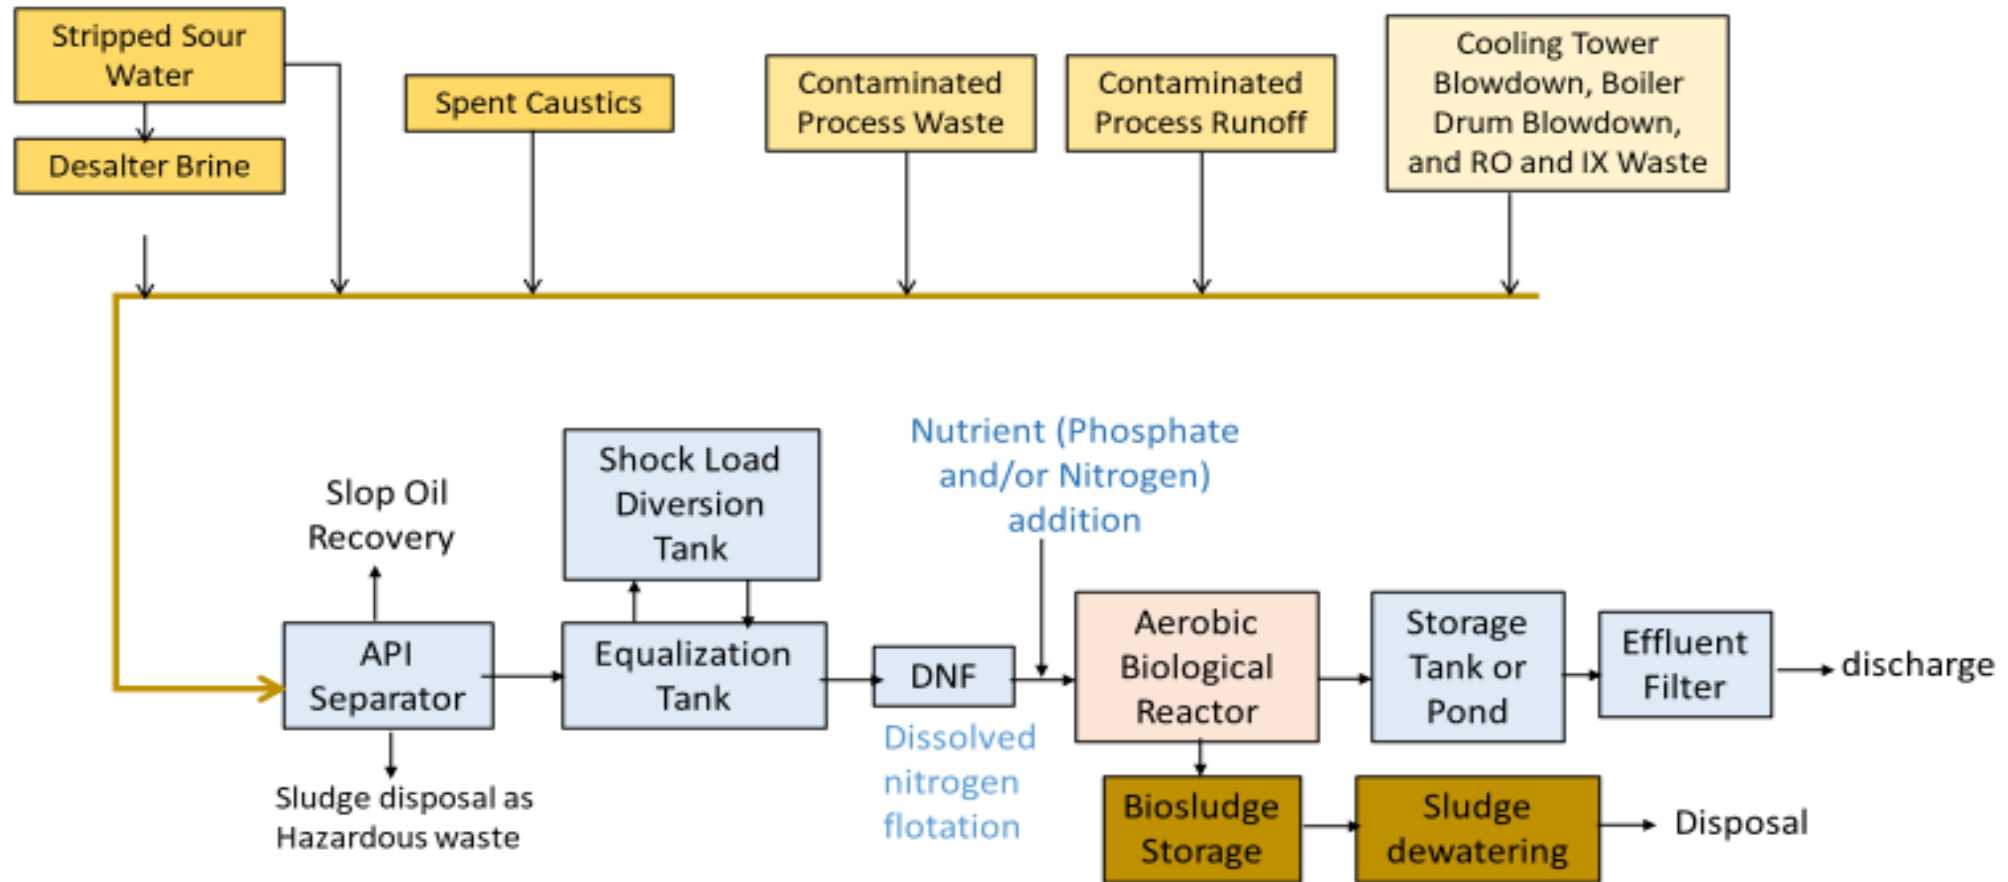 Stripped Sour
Water
Desalter Brine
Spent Caustics
Contaminated
Process Waste
Contaminated
Process Runoff
Cooling Tower
Blowdown, Boiler
Drum Blowdown,
and RO and IX Waste
Slop Oil
Recovery
API
Separator
Sludge disposal as
Hazardous waste
Shock Load
Diversion
Tank
Equalization
Tank
DNF
Dissolved
nitrogen
flotation
Nutrient (Phosphate
and/or Nitrogen)
addition
Aerobic
Biological
Reactor
Storage
Tank or
Pond
Effluent
Filter
discharge
Biosludge
Storage
Sludge
dewatering
Disposal